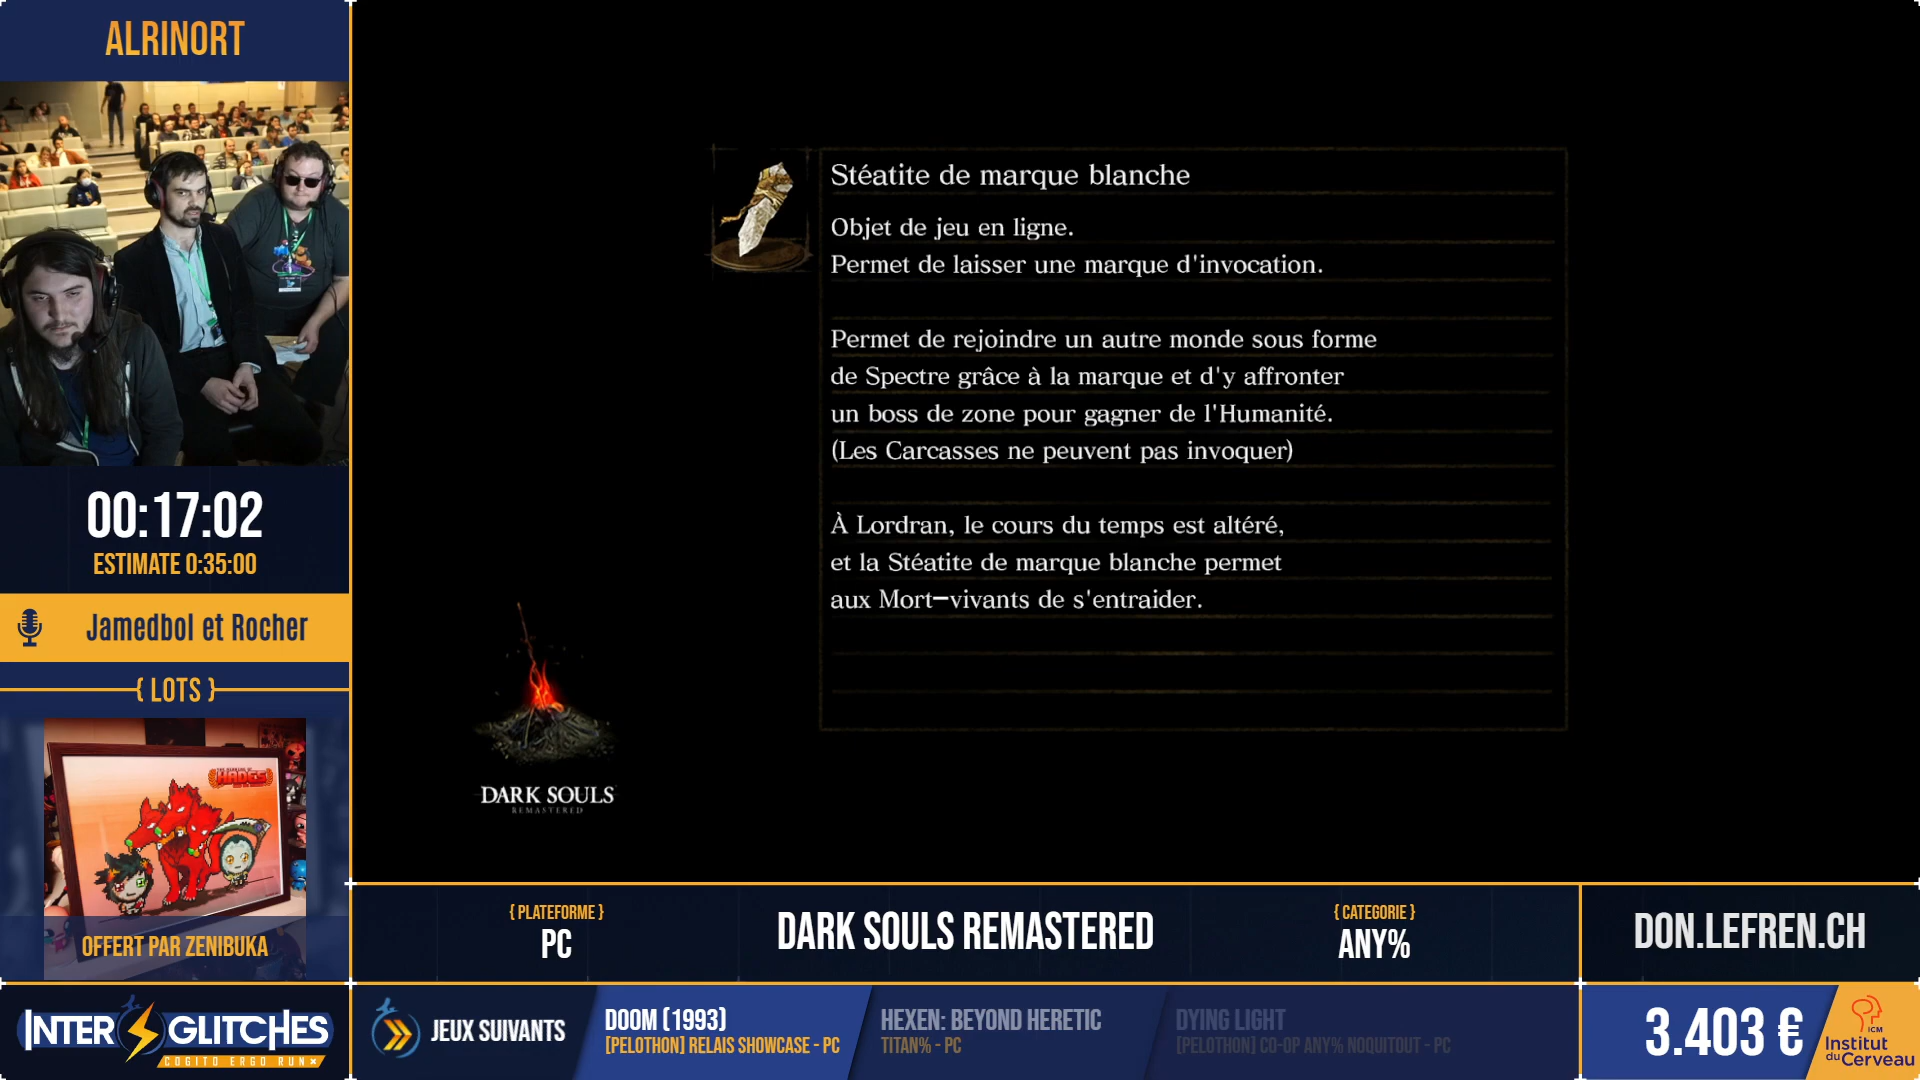 ALRINORT
00:17:02
ESTIMATE 0:35:00
Jamedbol et Rocher
{ LOTS }
HADES
OFFERT PAR ZENIBUKA
INTER GLITCHES
COGITO ERGO RUN
Stéatite de marque blanche
Objet de jeu en ligne.
Permet de laisser une marque d'invocation.
Permet de rejoindre un autre monde sous forme
de Spectre grâce à la marque et d'y affronter
un boss de zone pour gagner de l'Humanité.
(Les Carcasses ne peuvent pas invoquer)
À Lordran, le cours du temps est altéré,
et la Stéatite de marque blanche permet
aux Mort-vivants de s'entraider.
DARK SOULS
REMASTERED
{ PLATEFORME }
PC
DARK SOULS REMASTERED
{ CATEGORIE }
ANY%
DON.LEFREN.CH
JEUX SUIVANTS
DOOM (1993)
[PELOTHON] RELAIS SHOWCASE - PC
HEXEN: BEYOND HERETIC
TITAN% - PC
DYING LIGHT
[PELOTHON] CO-OP ANY% NOQUITOUT - PC
3.403 €
ICM
Institut
du Cerveau